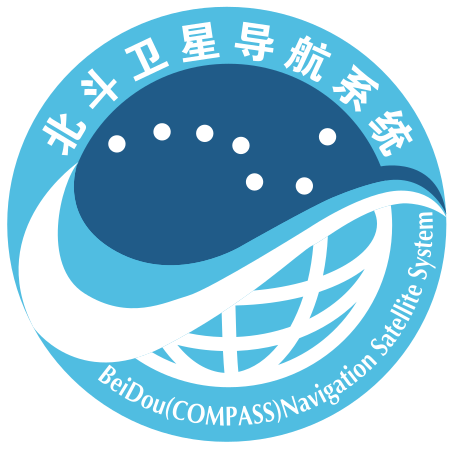 北斗卫星导航系统
BeiDou(COMPASS)Navigation Satellite System